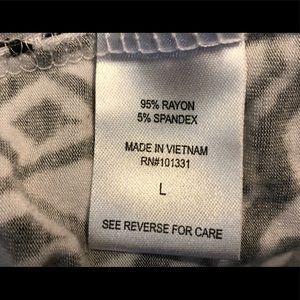 95% RAYON
5% SPANDEX
MADE IN VIETNAM
RN#101331
L
SEE REVERSE FOR CARE